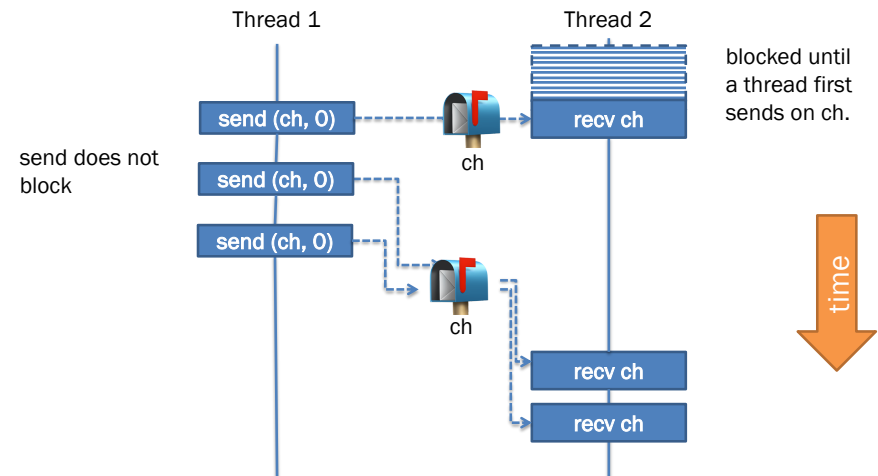 Thread 1
Thread 2
blocked until
a thread first
sends on ch.
send (ch, 0)
recv ch
ch
send does not
block
send (ch, 0)
send (ch, 0)
ch
time
recv ch
recv ch